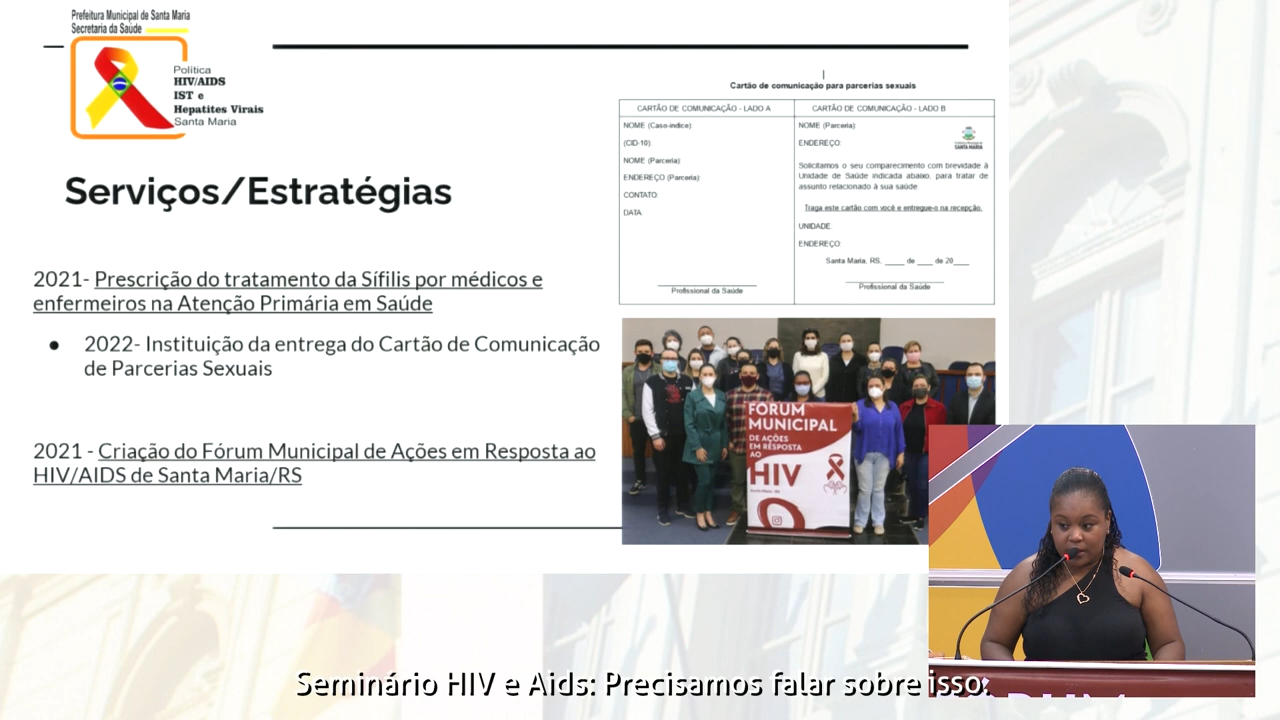 Prefeitura Municipal de Santa Maria
Secretaria da Saúde
Política
HIV/AIDS
IST e
Hepatites Virais
Santa Maria
Serviços/Estratégias
2021- Prescrição do tratamento da Sífilis por médicos e
enfermeiros na Atenção Primária em Saúde
● 2022- Instituição da entrega do Cartão de Comunicação
de Parcerias Sexuais
2021 - Criação do Fórum Municipal de Ações em Resposta ao
HIV/AIDS de Santa Maria/RS
Cartão de comunicação para parcerias sexuais
CARTÃO DE COMUNICAÇÃO - LADO A
NOME (Caso-índice):
(CID-10):
NOME (Parceria):
ENDEREÇO (Parceria):
CONTATO:
DATA:
Profissional da Saúde
CARTÃO DE COMUNICAÇÃO - LADO B
NOME (Parceria):
ENDEREÇO:
SANTA MARIA
Solicitamos o seu comparecimento com brevidade à
Unidade de Saúde indicada abaixo, para tratar de
assunto relacionado à sua saúde
Traga este cartão com você e entregue-o na recepção.
UNIDADE:
ENDEREÇO:
Santa Maria, RS, _____ de ____ de 20____
Profissional da Saúde
FÓRUM
MUNICIPAL
DE AÇÕES
EM RESPOSTA
AO
HIV
Seminário HIV e Aids: Precisamos falar sobre isso.